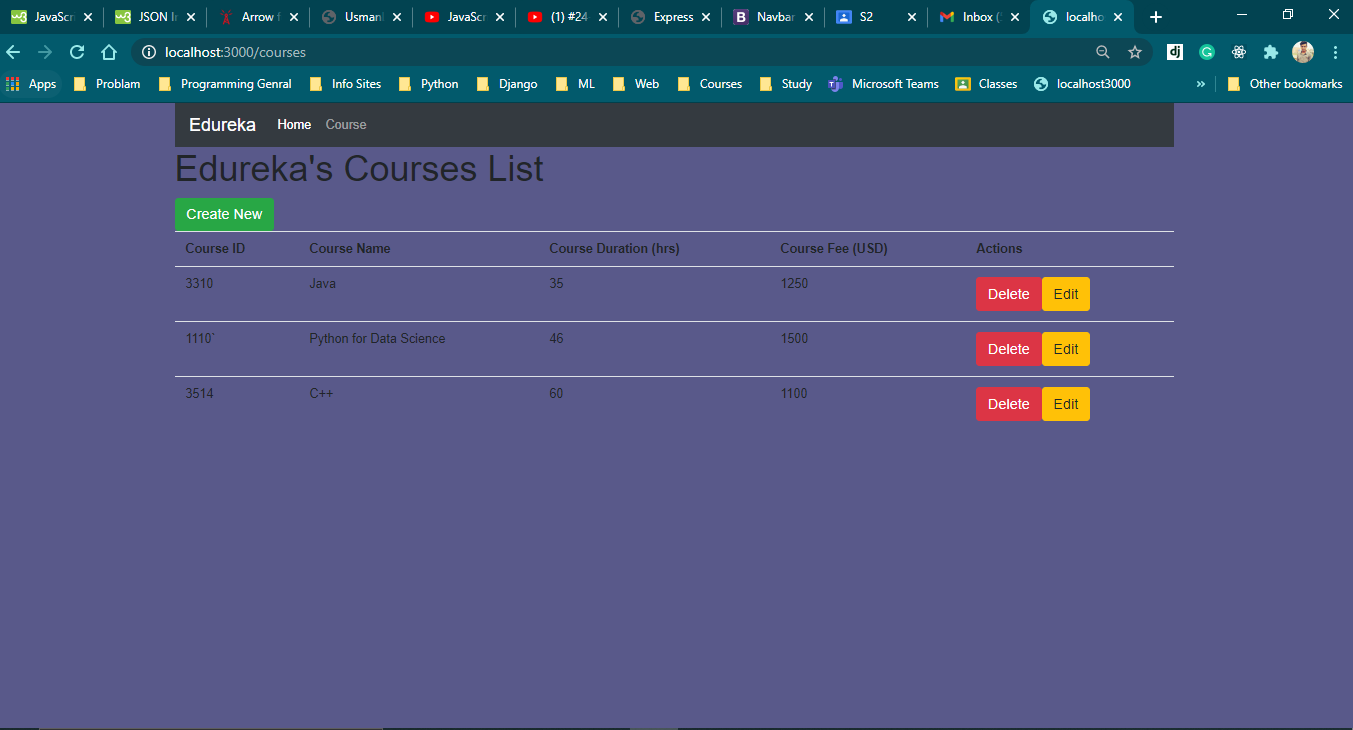 JavaScri JSON In Arrow f Usmanl JavaScr (1) #24 Express Navbar S2 Inbox ( localho
localhost:3000/courses
Apps Problam Programming Genral Info Sites Python Django ML Web Courses Study Microsoft Teams Classes localhost3000 » Other bookmarks
Edureka Home Course
Edureka's Courses List
Create New
Course ID Course Name Course Duration (hrs) Course Fee (USD) Actions
3310 Java 35 1250 Delete Edit
1110` Python for Data Science 46 1500 Delete Edit
3514 C++ 60 1100 Delete Edit